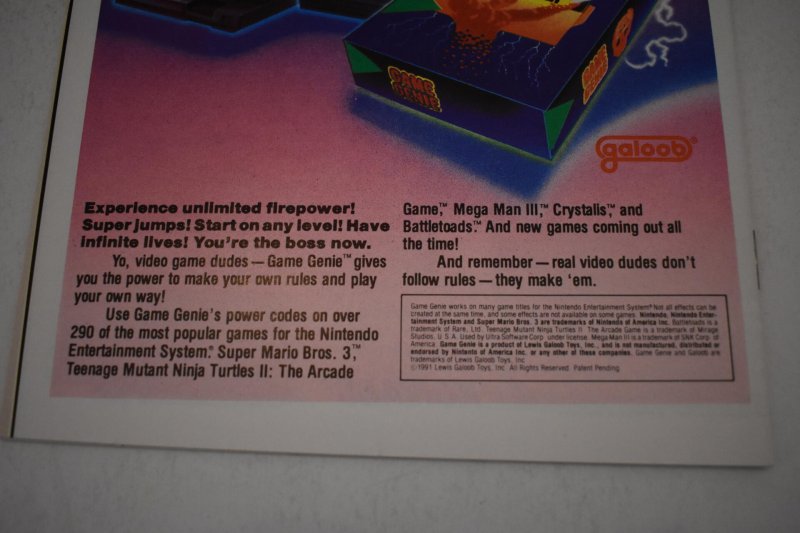 GAME
GENIE
GAME
GENIE
galoob®
Experience unlimited firepower!
Super jumps! Start on any level! Have
infinite lives! You're the boss now.
Yo, video game dudes — Game Genie™ gives
you the power to make your own rules and play
your own way!
Use Game Genie's power codes on over
290 of the most popular games for the Nintendo
Entertainment System.® Super Mario Bros. 3,™
Teenage Mutant Ninja Turtles II: The Arcade
Game,™ Mega Man III,™ Crystalis,™ and
Battletoads.™ And new games coming out all
the time!
And remember — real video dudes don't
follow rules — they make 'em.
Game Genie works on many game titles for the Nintendo Entertainment System.® Not all effects can be
created at the same time, and some effects are not available on some games. Nintendo, Nintendo Enter-
tainment System and Super Mario Bros. 3 are trademarks of Nintendo of America Inc. Battletoads is a
trademark of Rare, Ltd. Teenage Mutant Ninja Turtles II The Arcade Game is a trademark of Mirage
Studios, U.S.A. Used by Ultra Software Corp. under license. Mega Man III is a trademark of SNK Corp. of
America. Game Genie is a product of Lewis Galoob Toys, Inc., and is not manufactured, distributed or
endorsed by Nintento of America Inc. or any other of these companies. Game Genie and Galoob are
trademarks of Lewis Galoob Toys, Inc.
©1991 Lewis Galoob Toys, Inc. All Rights Reserved. Patent Pending.